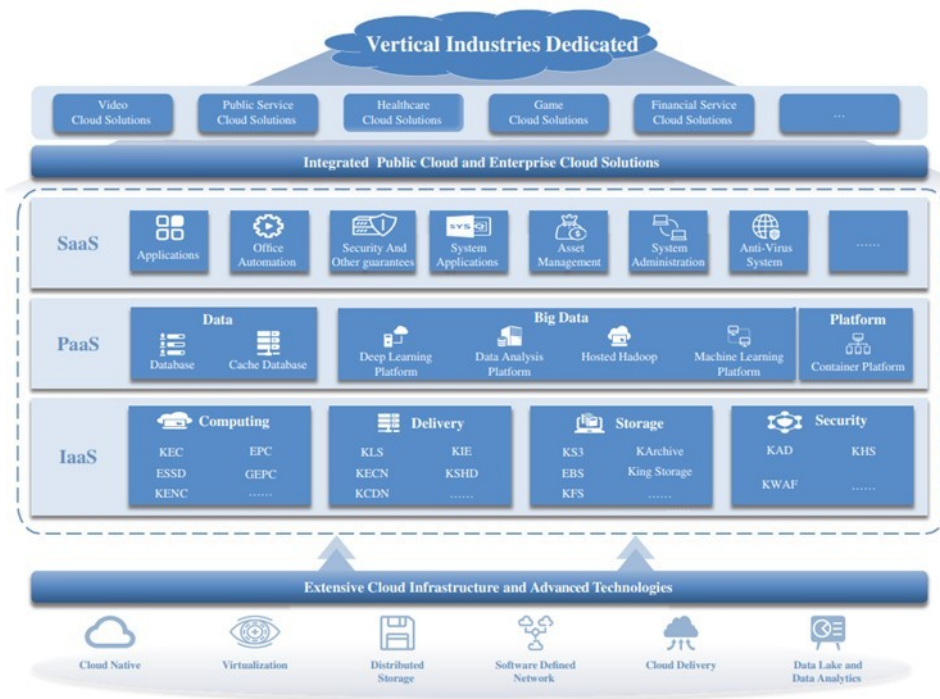 Vertical Industries Dedicated
Video
Cloud Solutions
Public Service
Cloud Solutions
Healthcare
Cloud Solutions
Game
Cloud Solutions
Financial Service
Cloud Solutions
...
Integrated Public Cloud and Enterprise Cloud Solutions
SaaS
Applications
Office
Automation
Security And
Other guarantees
SYS
System
Applications
Asset
Management
System
Administration
Anti-Virus
System
......
PaaS
Data
Database
Cache Database
Big Data
Deep Learning
Platform
Data Analysis
Platform
Hosted Hadoop
Machine Learning
Platform
Platform
Container Platform
IaaS
Computing
KEC
EPC
ESSD
GEPC
KENC
......
Delivery
KLS
KIE
KECN
KSHD
KCDN
......
Storage
KS3
KArchive
EBS
King Storage
KFS
......
......
Security
KAD
KHS
KWAF
......
Extensive Cloud Infrastructure and Advanced Technologies
Cloud Native
Virtualization
Distributed
Storage
Software Defined
Network
Cloud Delivery
Data Lake and
Data Analytics